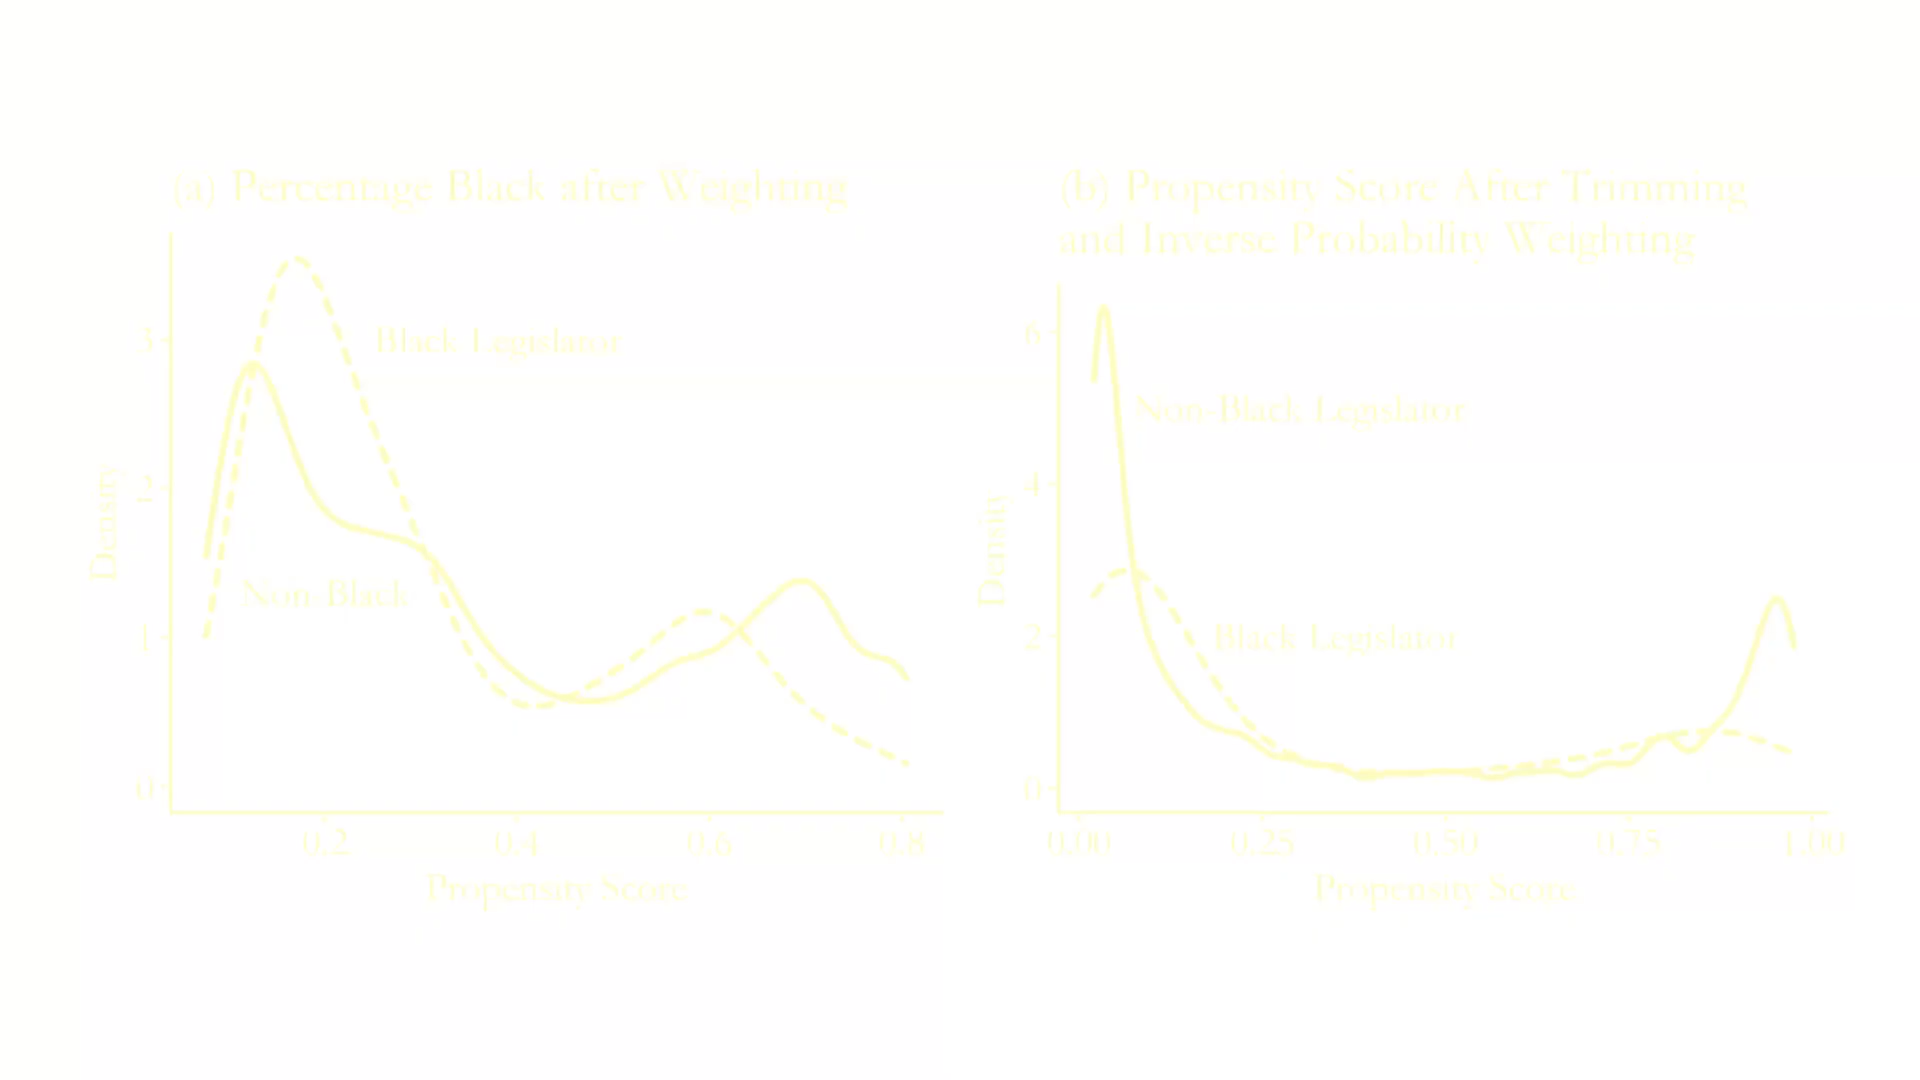 (a) Percentage Black after Weighting
3
2
1
0
Density
Black Legislator
Non-Black
0.2 0.4 0.6 0.8
Propensity Score
(b) Propensity Score After Trimming
and Inverse Probability Weighting
6
4
2
0
Density
Non-Black Legislator
Black Legislator
0.00 0.25 0.50 0.75 1.00
Propensity Score